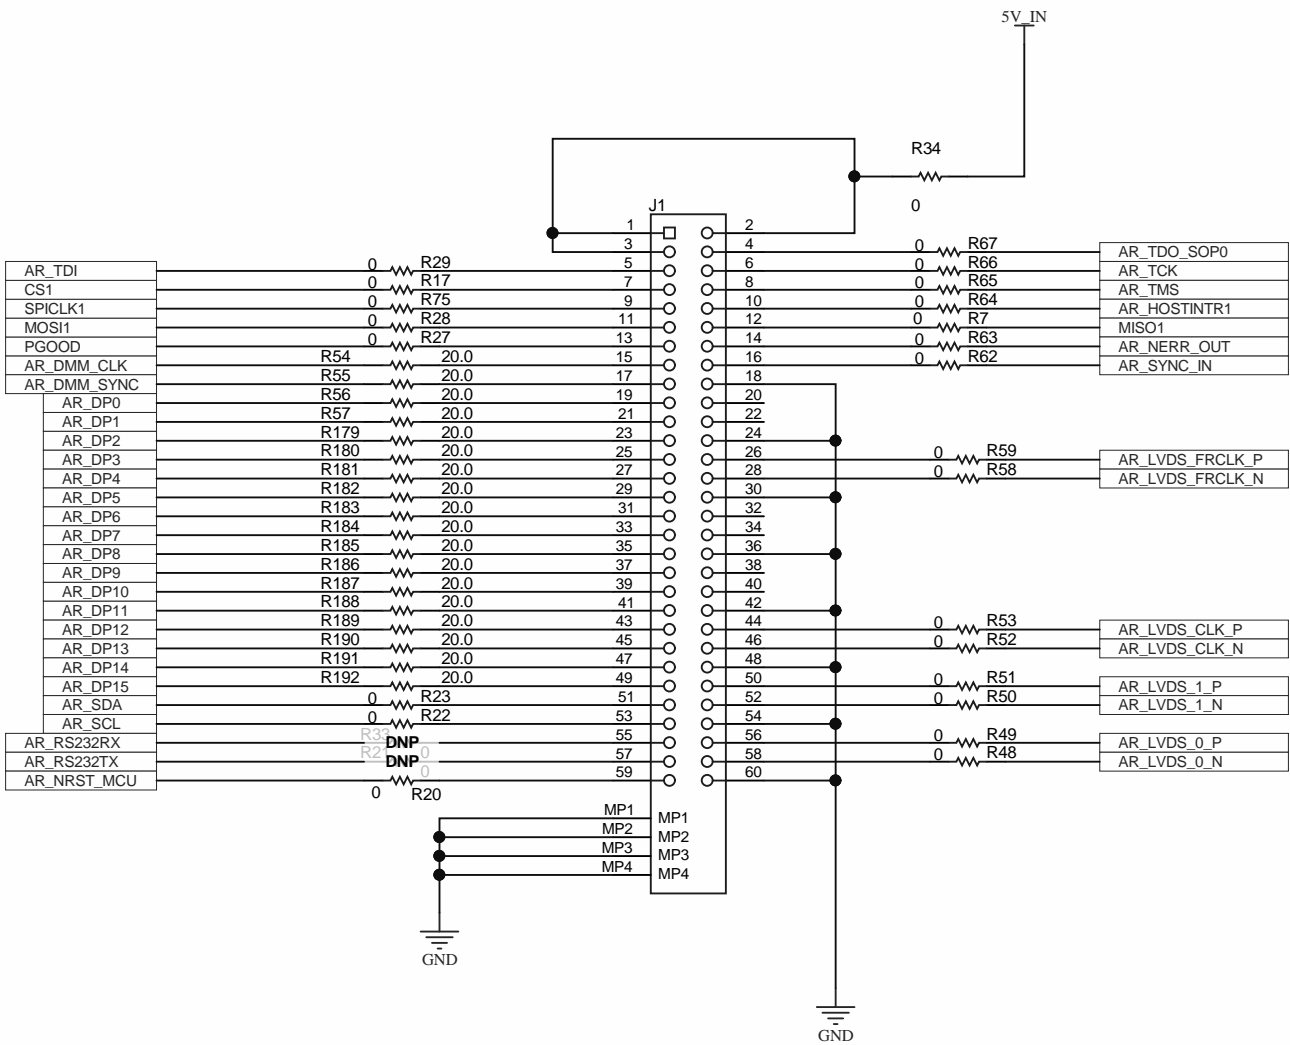 5V_IN
R34
0
J1
1 2
3 4 0 R67 AR_TDO_SOP0
AR_TDI 0 R29 5 6 0 R66 AR_TCK
CS1 0 R17 7 8 0 R65 AR_TMS
SPICLK1 0 R75 9 10 0 R64 AR_HOSTINTR1
MOSI1 0 R28 11 12 0 R7 MISO1
PGOOD 0 R27 13 14 0 R63 AR_NERR_OUT
AR_DMM_CLK R54 20.0 15 16 0 R62 AR_SYNC_IN
AR_DMM_SYNC R55 20.0 17 18
AR_DP0 R56 20.0 19 20
AR_DP1 R57 20.0 21 22
AR_DP2 R179 20.0 23 24
AR_DP3 R180 20.0 25 26 0 R59 AR_LVDS_FRCLK_P
AR_DP4 R181 20.0 27 28 0 R58 AR_LVDS_FRCLK_N
AR_DP5 R182 20.0 29 30
AR_DP6 R183 20.0 31 32
AR_DP7 R184 20.0 33 34
AR_DP8 R185 20.0 35 36
AR_DP9 R186 20.0 37 38
AR_DP10 R187 20.0 39 40
AR_DP11 R188 20.0 41 42
AR_DP12 R189 20.0 43 44 0 R53 AR_LVDS_CLK_P
AR_DP13 R190 20.0 45 46 0 R52 AR_LVDS_CLK_N
AR_DP14 R191 20.0 47 48
AR_DP15 R192 20.0 49 50 0 R51 AR_LVDS_1_P
AR_SDA 0 R23 51 52 0 R50 AR_LVDS_1_N
AR_SCL 0 R22 53 54
AR_RS232RX R33 DNP 0 55 56 0 R49 AR_LVDS_0_P
AR_RS232TX R21 DNP 0 57 58 0 R48 AR_LVDS_0_N
AR_NRST_MCU 0 R20 59 60
MP1 MP1
MP2 MP2
MP3 MP3
MP4 MP4
GND
GND